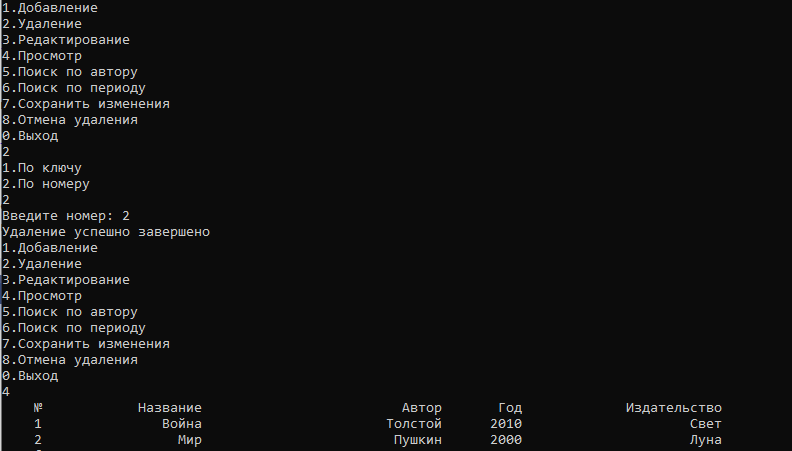 1.Добавление
2.Удаление
3.Редактирование
4.Просмотр
5.Поиск по автору
6.Поиск по периоду
7.Сохранить изменения
8.Отмена удаления
0.Выход
2
1.По ключу
2.По номеру
2
Введите номер: 2
Удаление успешно завершено
1.Добавление
2.Удаление
3.Редактирование
4.Просмотр
5.Поиск по автору
6.Поиск по периоду
7.Сохранить изменения
8.Отмена удаления
0.Выход
4
№ Название Автор Год Издательство
1 Война Толстой 2010 Свет
2 Мир Пушкин 2000 Луна